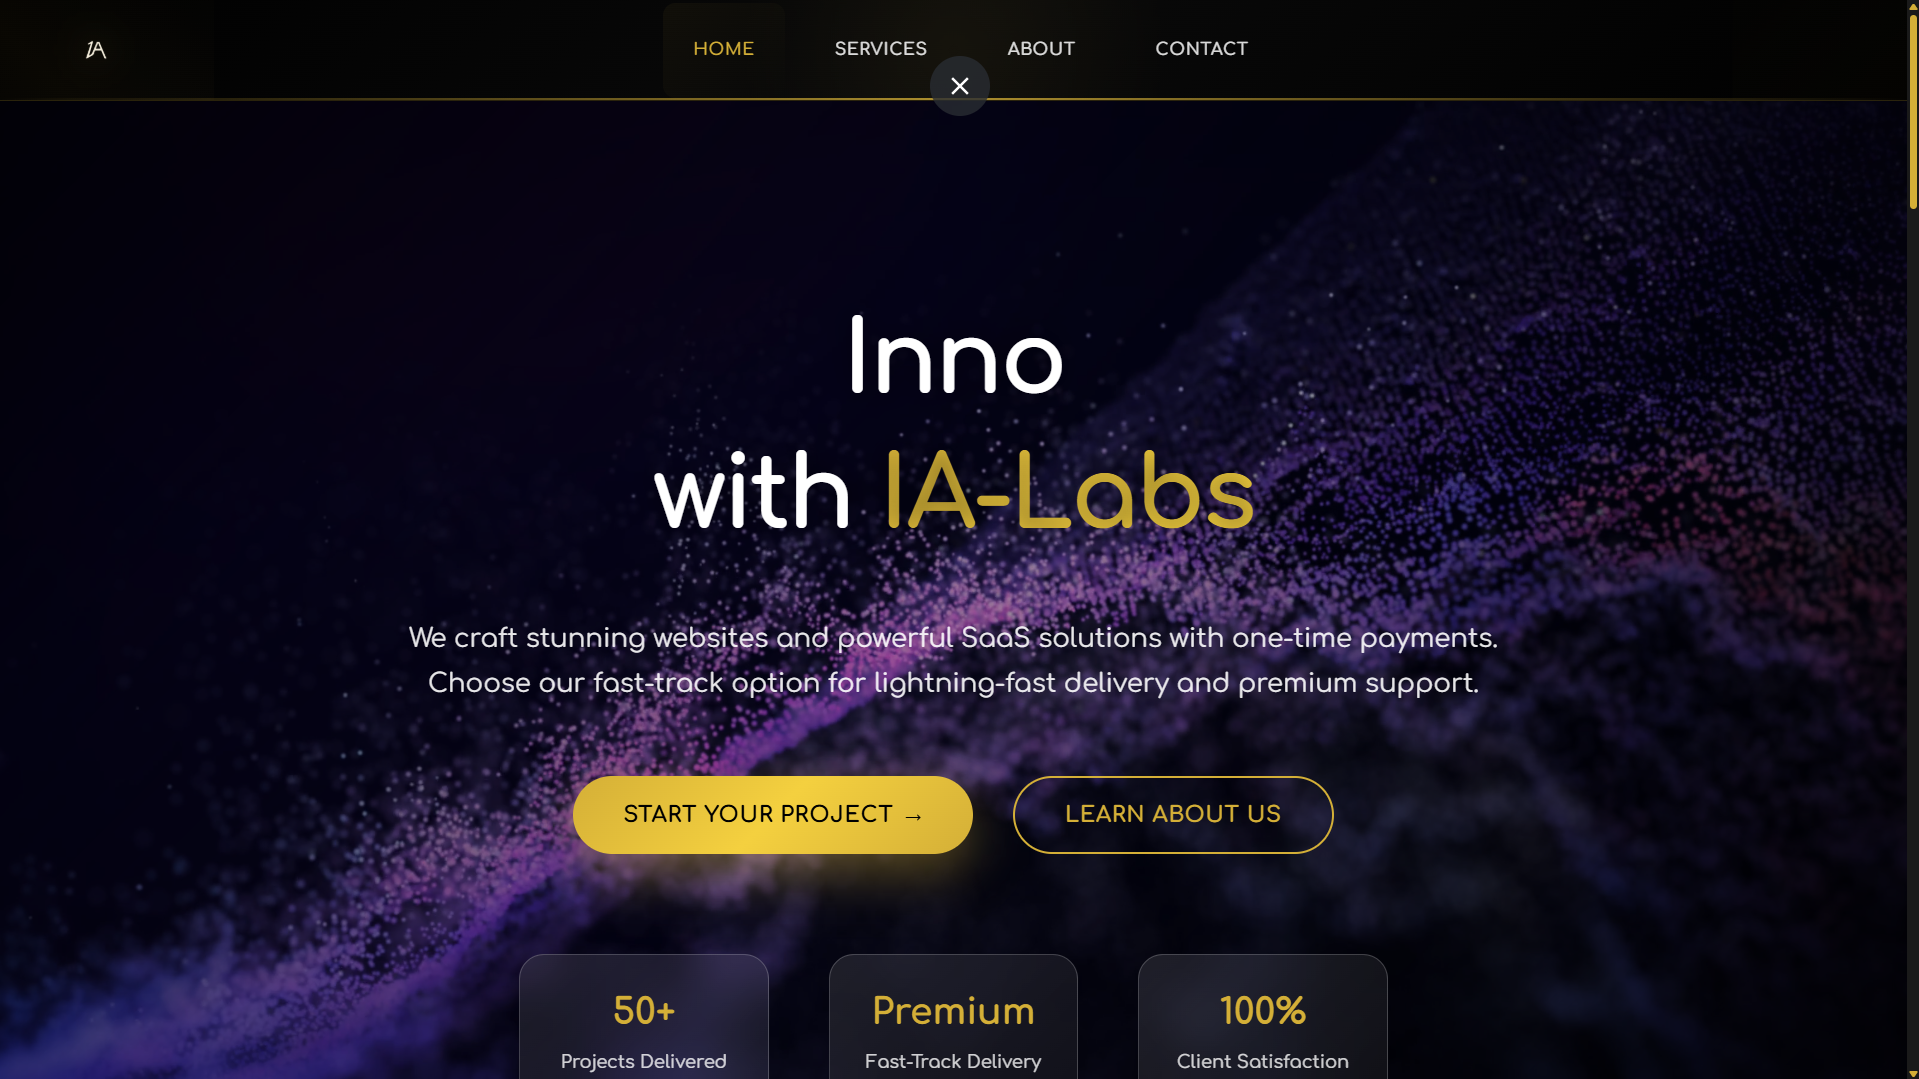 IA
HOME
SERVICES
ABOUT
CONTACT
Inno
with IA-Labs
We craft stunning websites and powerful SaaS solutions with one-time payments.
Choose our fast-track option for lightning-fast delivery and premium support.
START YOUR PROJECT →
LEARN ABOUT US
50+
Projects Delivered
Premium
Fast-Track Delivery
100%
Client Satisfaction